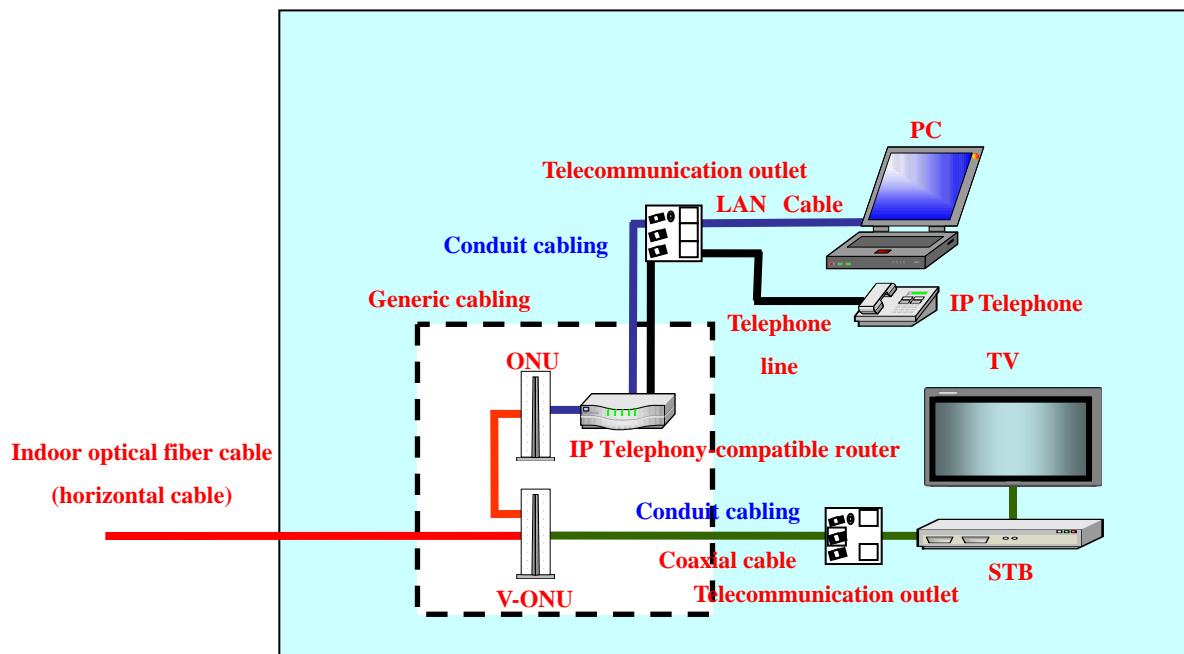 PC
Telecommunication outlet
LAN Cable
Conduit cabling
Generic cabling
IP Telephone
Telephone
line
ONU
TV
IP Telephony-compatible router
Indoor optical fiber cable
(horizontal cable)
Conduit cabling
Coaxial cable
STB
Telecommunication outlet
V-ONU